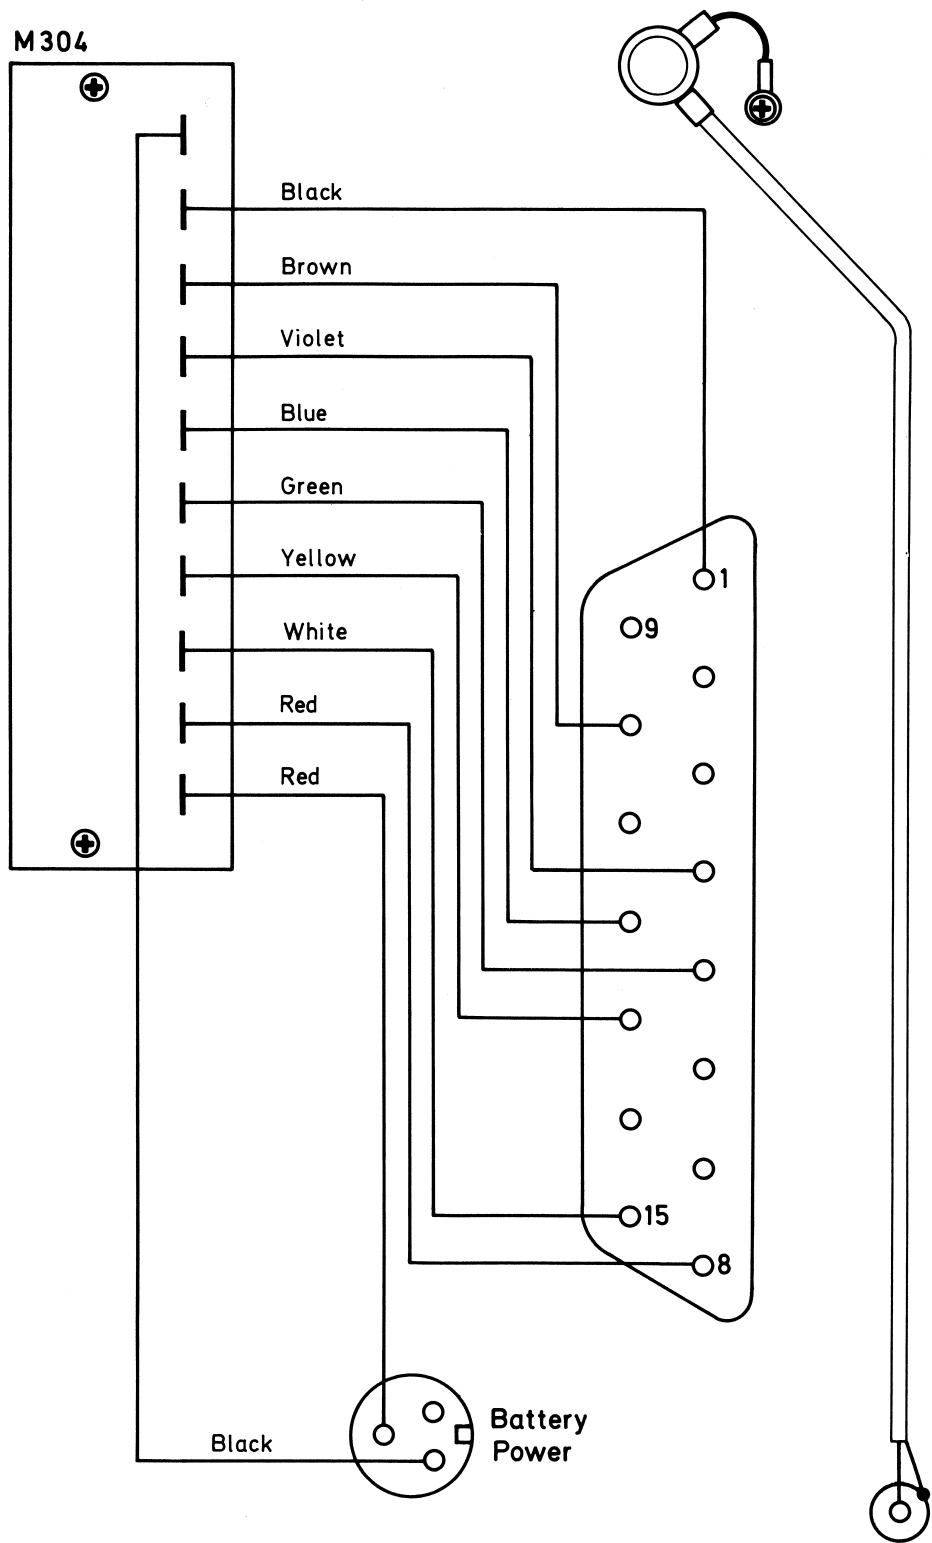 M304
Black
Brown
Violet
Blue
Green
Yellow
White
Red
Red
1
9
15
8
Battery
Power
Black